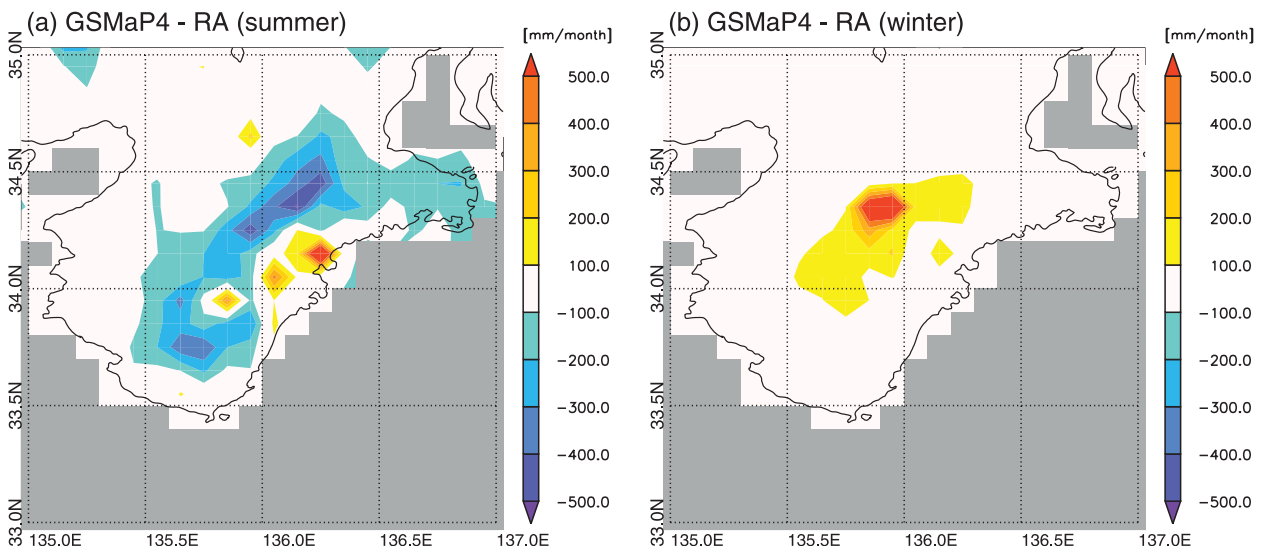 (a) GSMaP4 - RA (summer)
[mm/month]
35.0N
34.5N
34.0N
33.5N
33.0N
135.0E 135.5E 136.0E 136.5E 137.0E
500.0
400.0
300.0
200.0
100.0
-100.0
-200.0
-300.0
-400.0
-500.0
(b) GSMaP4 - RA (winter)
[mm/month]
35.0N
34.5N
34.0N
33.5N
33.0N
135.0E 135.5E 136.0E 136.5E 137.0E
500.0
400.0
300.0
200.0
100.0
-100.0
-200.0
-300.0
-400.0
-500.0